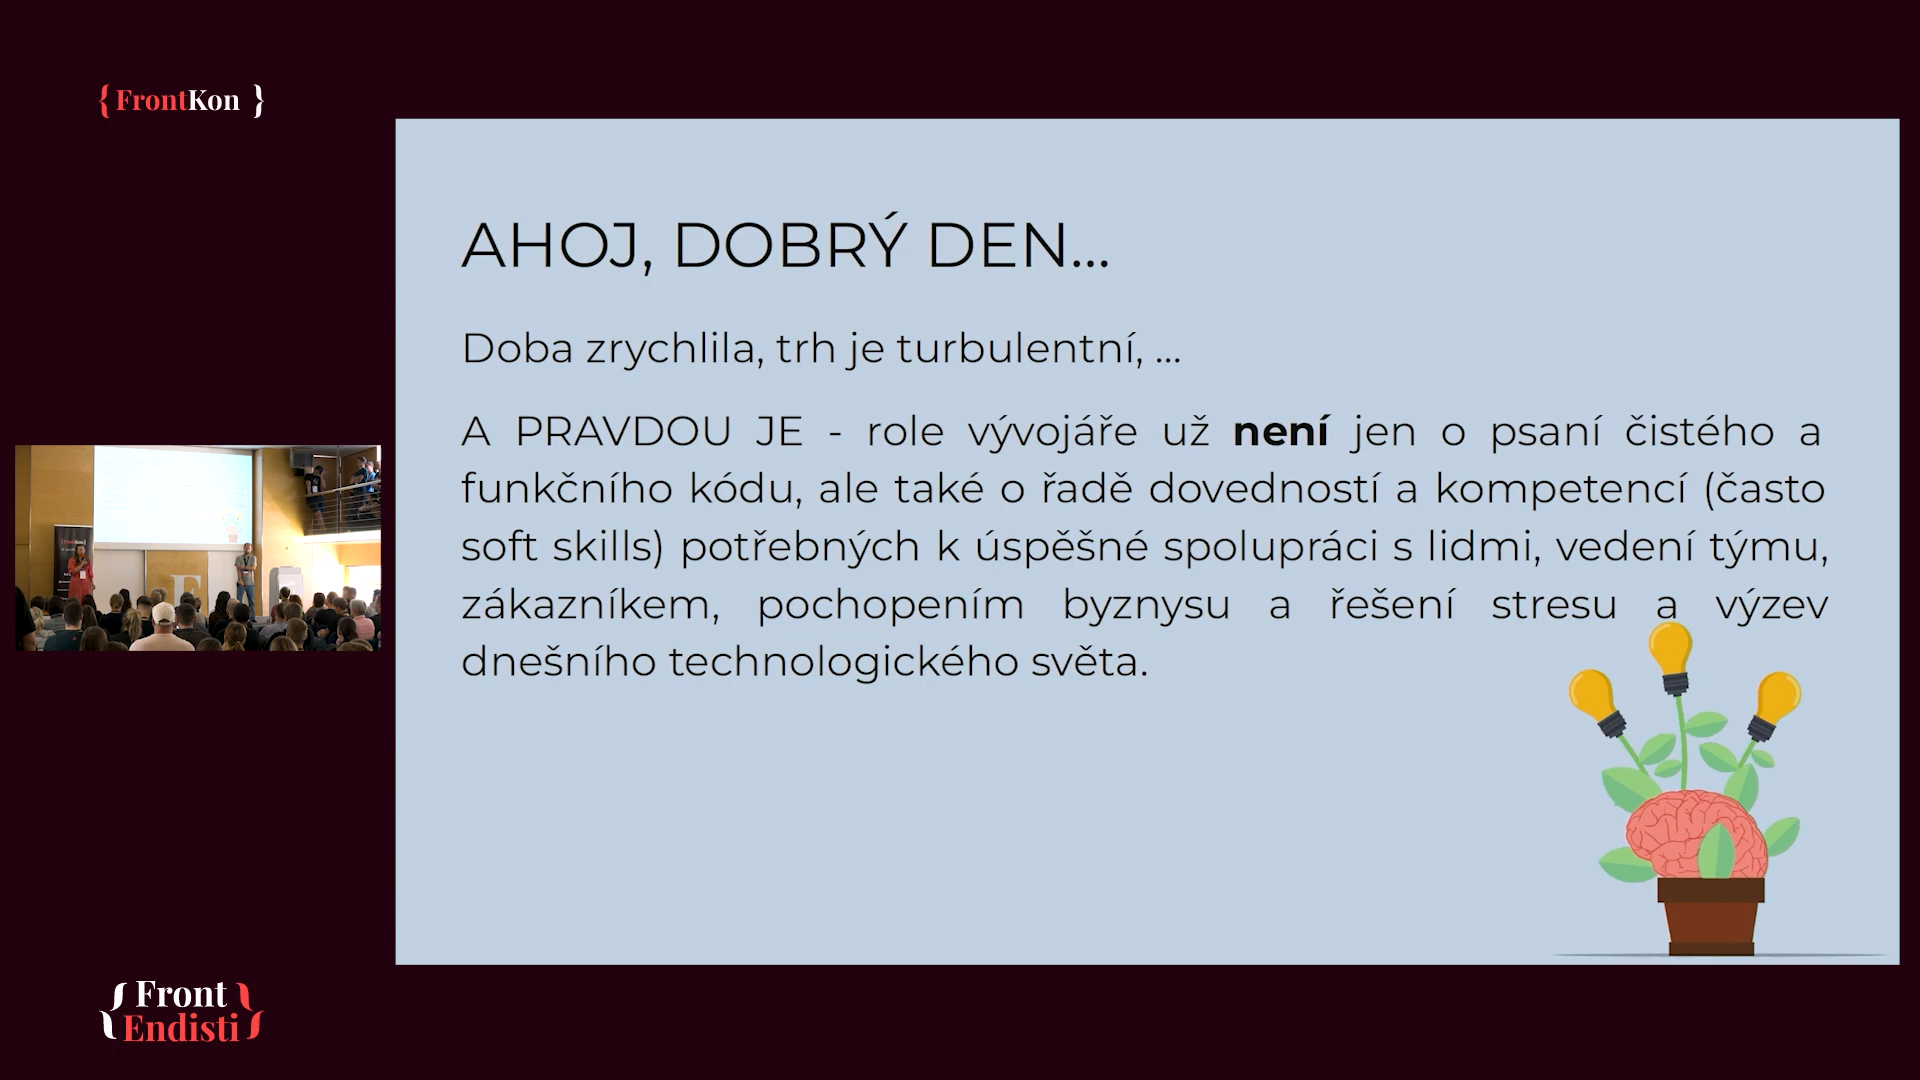 { FrontKon }
AHOJ, DOBRÝ DEN...
Doba zrychlila, trh je turbulentní, ...
A PRAVDOU JE - role vývojáře už není jen o psaní čistého a
funkčního kódu, ale také o řadě dovedností a kompetencí (často
soft skills) potřebných k úspěšné spolupráci s lidmi, vedení týmu,
zákazníkem, pochopením byznysu a řešení stresu a výzev
dnešního technologického světa.
{ Front }
{ Endisti }